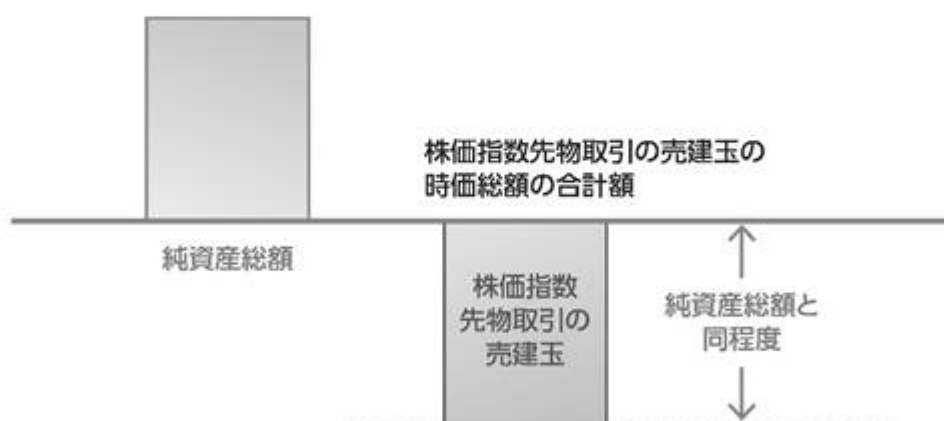 株価指数先物取引の売建玉の
時価総額の合計額
純資産総額
株価指数
先物取引の
売建玉
純資産総額と
同程度